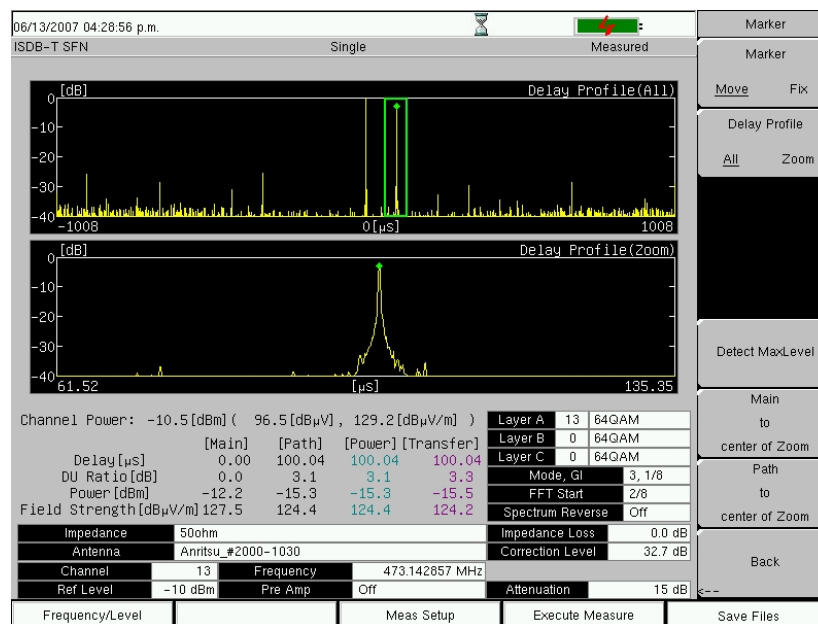 06/13/2007 04:28:56 p.m.
ISDB-T SFN Single Measured
[dB] Delay Profile(All)
0
-10
-20
-30
-40
-1008 0[µS] 1008
[dB] Delay Profile(Zoom)
0
-10
-20
-30
-40
61.52 [µS] 135.35
Channel Power: -10.5[dBm]( 96.5[dBµV], 129.2[dBµV/m] )
[Main] [Path] [Power] [Transfer]
Delay[µs] 0.00 100.04 100.04 100.04
DU Ratio[dB] 0.0 3.1 3.1 3.3
Power[dBm] -12.2 -15.3 -15.3 -15.5
Field Strength[dBµV/m] 127.5 124.4 124.4 124.2
Layer A 13 64QAM
Layer B 0 64QAM
Layer C 0 64QAM
Mode, GI 3, 1/8
FFT Start 2/8
Spectrum Reverse Off
Impedance 50ohm Impedance Loss 0.0 dB
Antenna Anritsu_#2000-1030 Correction Level 32.7 dB
Channel 13 Frequency 473.142857 MHz
Ref Level -10 dBm Pre Amp Off Attenuation 15 dB
Marker
Marker
Move Fix
Delay Profile
All Zoom
Detect MaxLevel
Main
to
center of Zoom
Path
to
center of Zoom
Back
<--
Frequency/Level Meas Setup Execute Measure Save Files